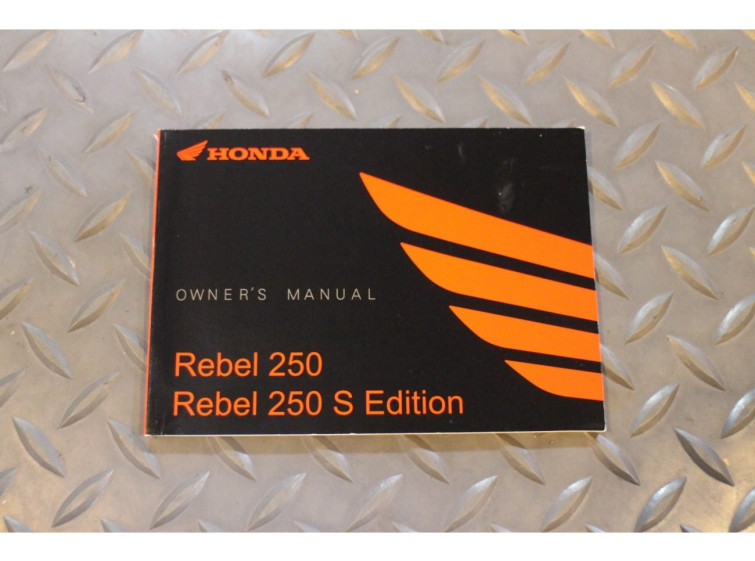 HONDA
OWNER'S MANUAL
Rebel 250
Rebel 250 S Edition